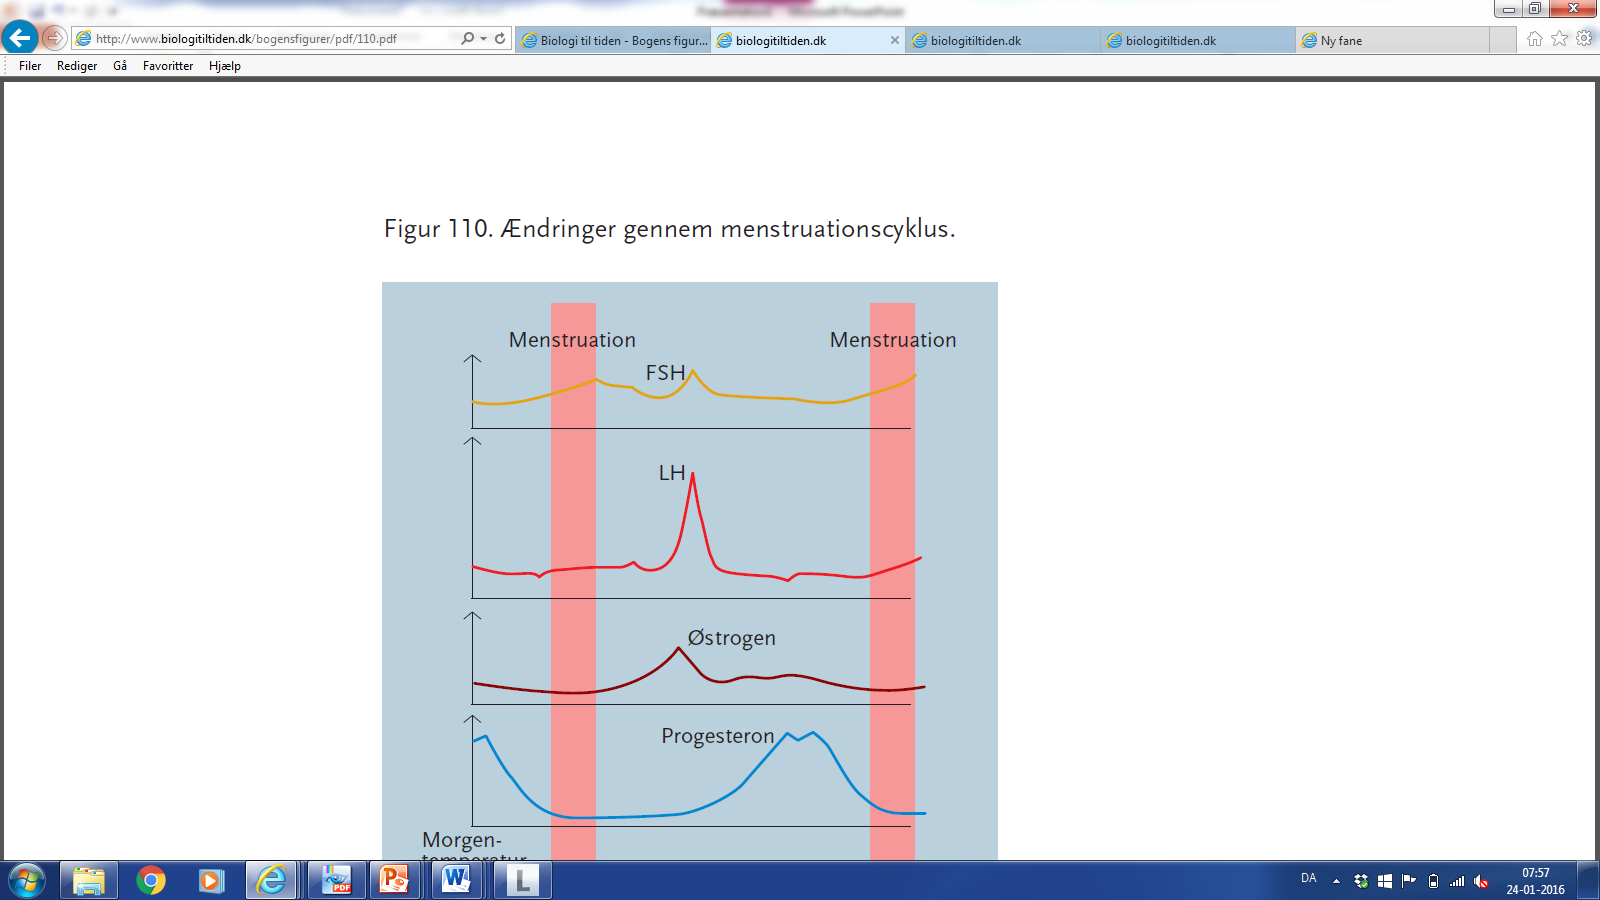 http://www.biologitiltiden.dk/bogensfigurer/pdf/110.pdf
Biologi til tiden - Bogens figur...
biologitiltiden.dk
biologitiltiden.dk
biologitiltiden.dk
Ny fane
Filer Rediger Gå Favoritter Hjælp
Figur 110. Ændringer gennem menstruationscyklus.
Menstruation Menstruation
FSH
LH
Østrogen
Progesteron
Morgen-
temperatur
DA
07:57
24-01-2016